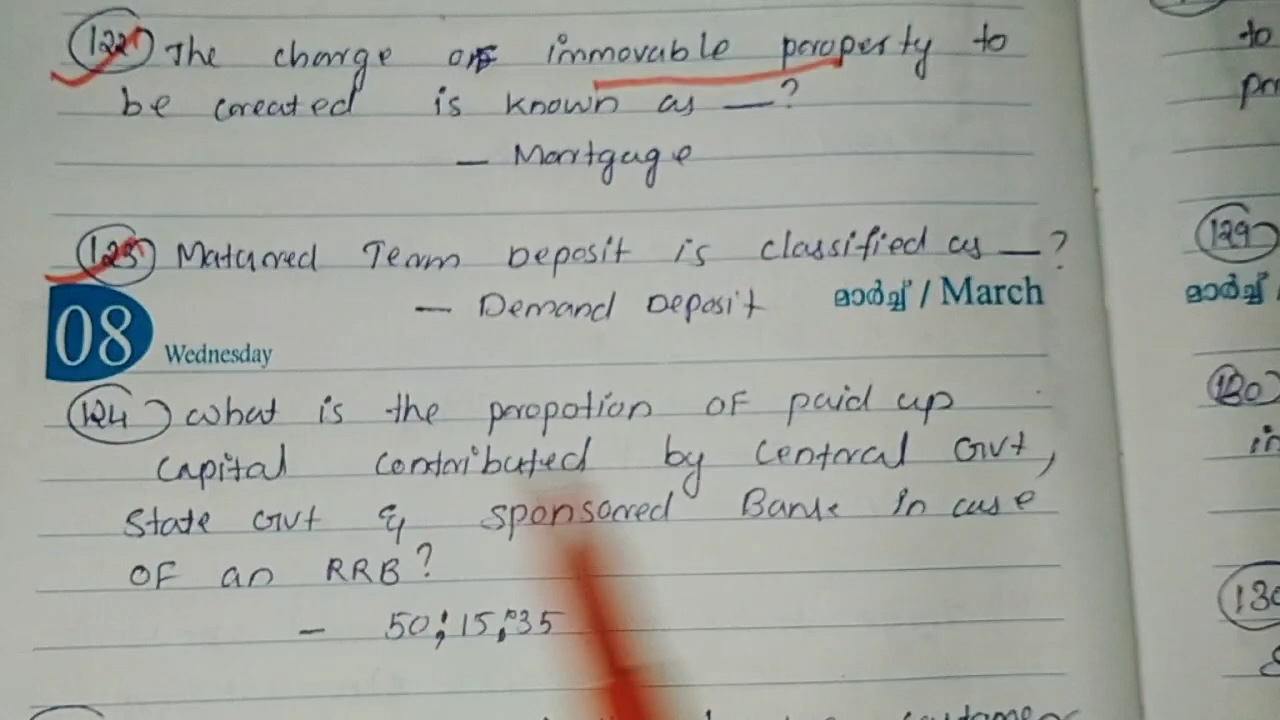 122 The charge of immovable property to
be created is known as — ?
— Mortgage
123 Matured Term Deposit is classified as — ?
— Demand Deposit
മാർച്ച് / March
08 Wednesday
124 what is the propotion of paid up
capital contributed by central Govt,
State Govt & sponsored Bank in case
of an RRB?
— 50:15:35
to
129
മാർച്ച് /
130
in